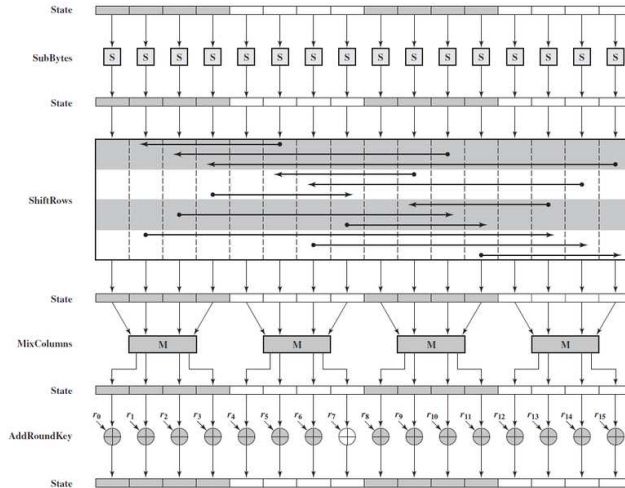 State
SubBytes S S S S S S S S S S S S S S S S
State
ShiftRows
State
MixColumns M M M M
State
r0 r1 r2 r3 r4 r5 r6 r7 r8 r9 r10 r11 r12 r13 r14 r15
AddRoundKey
State